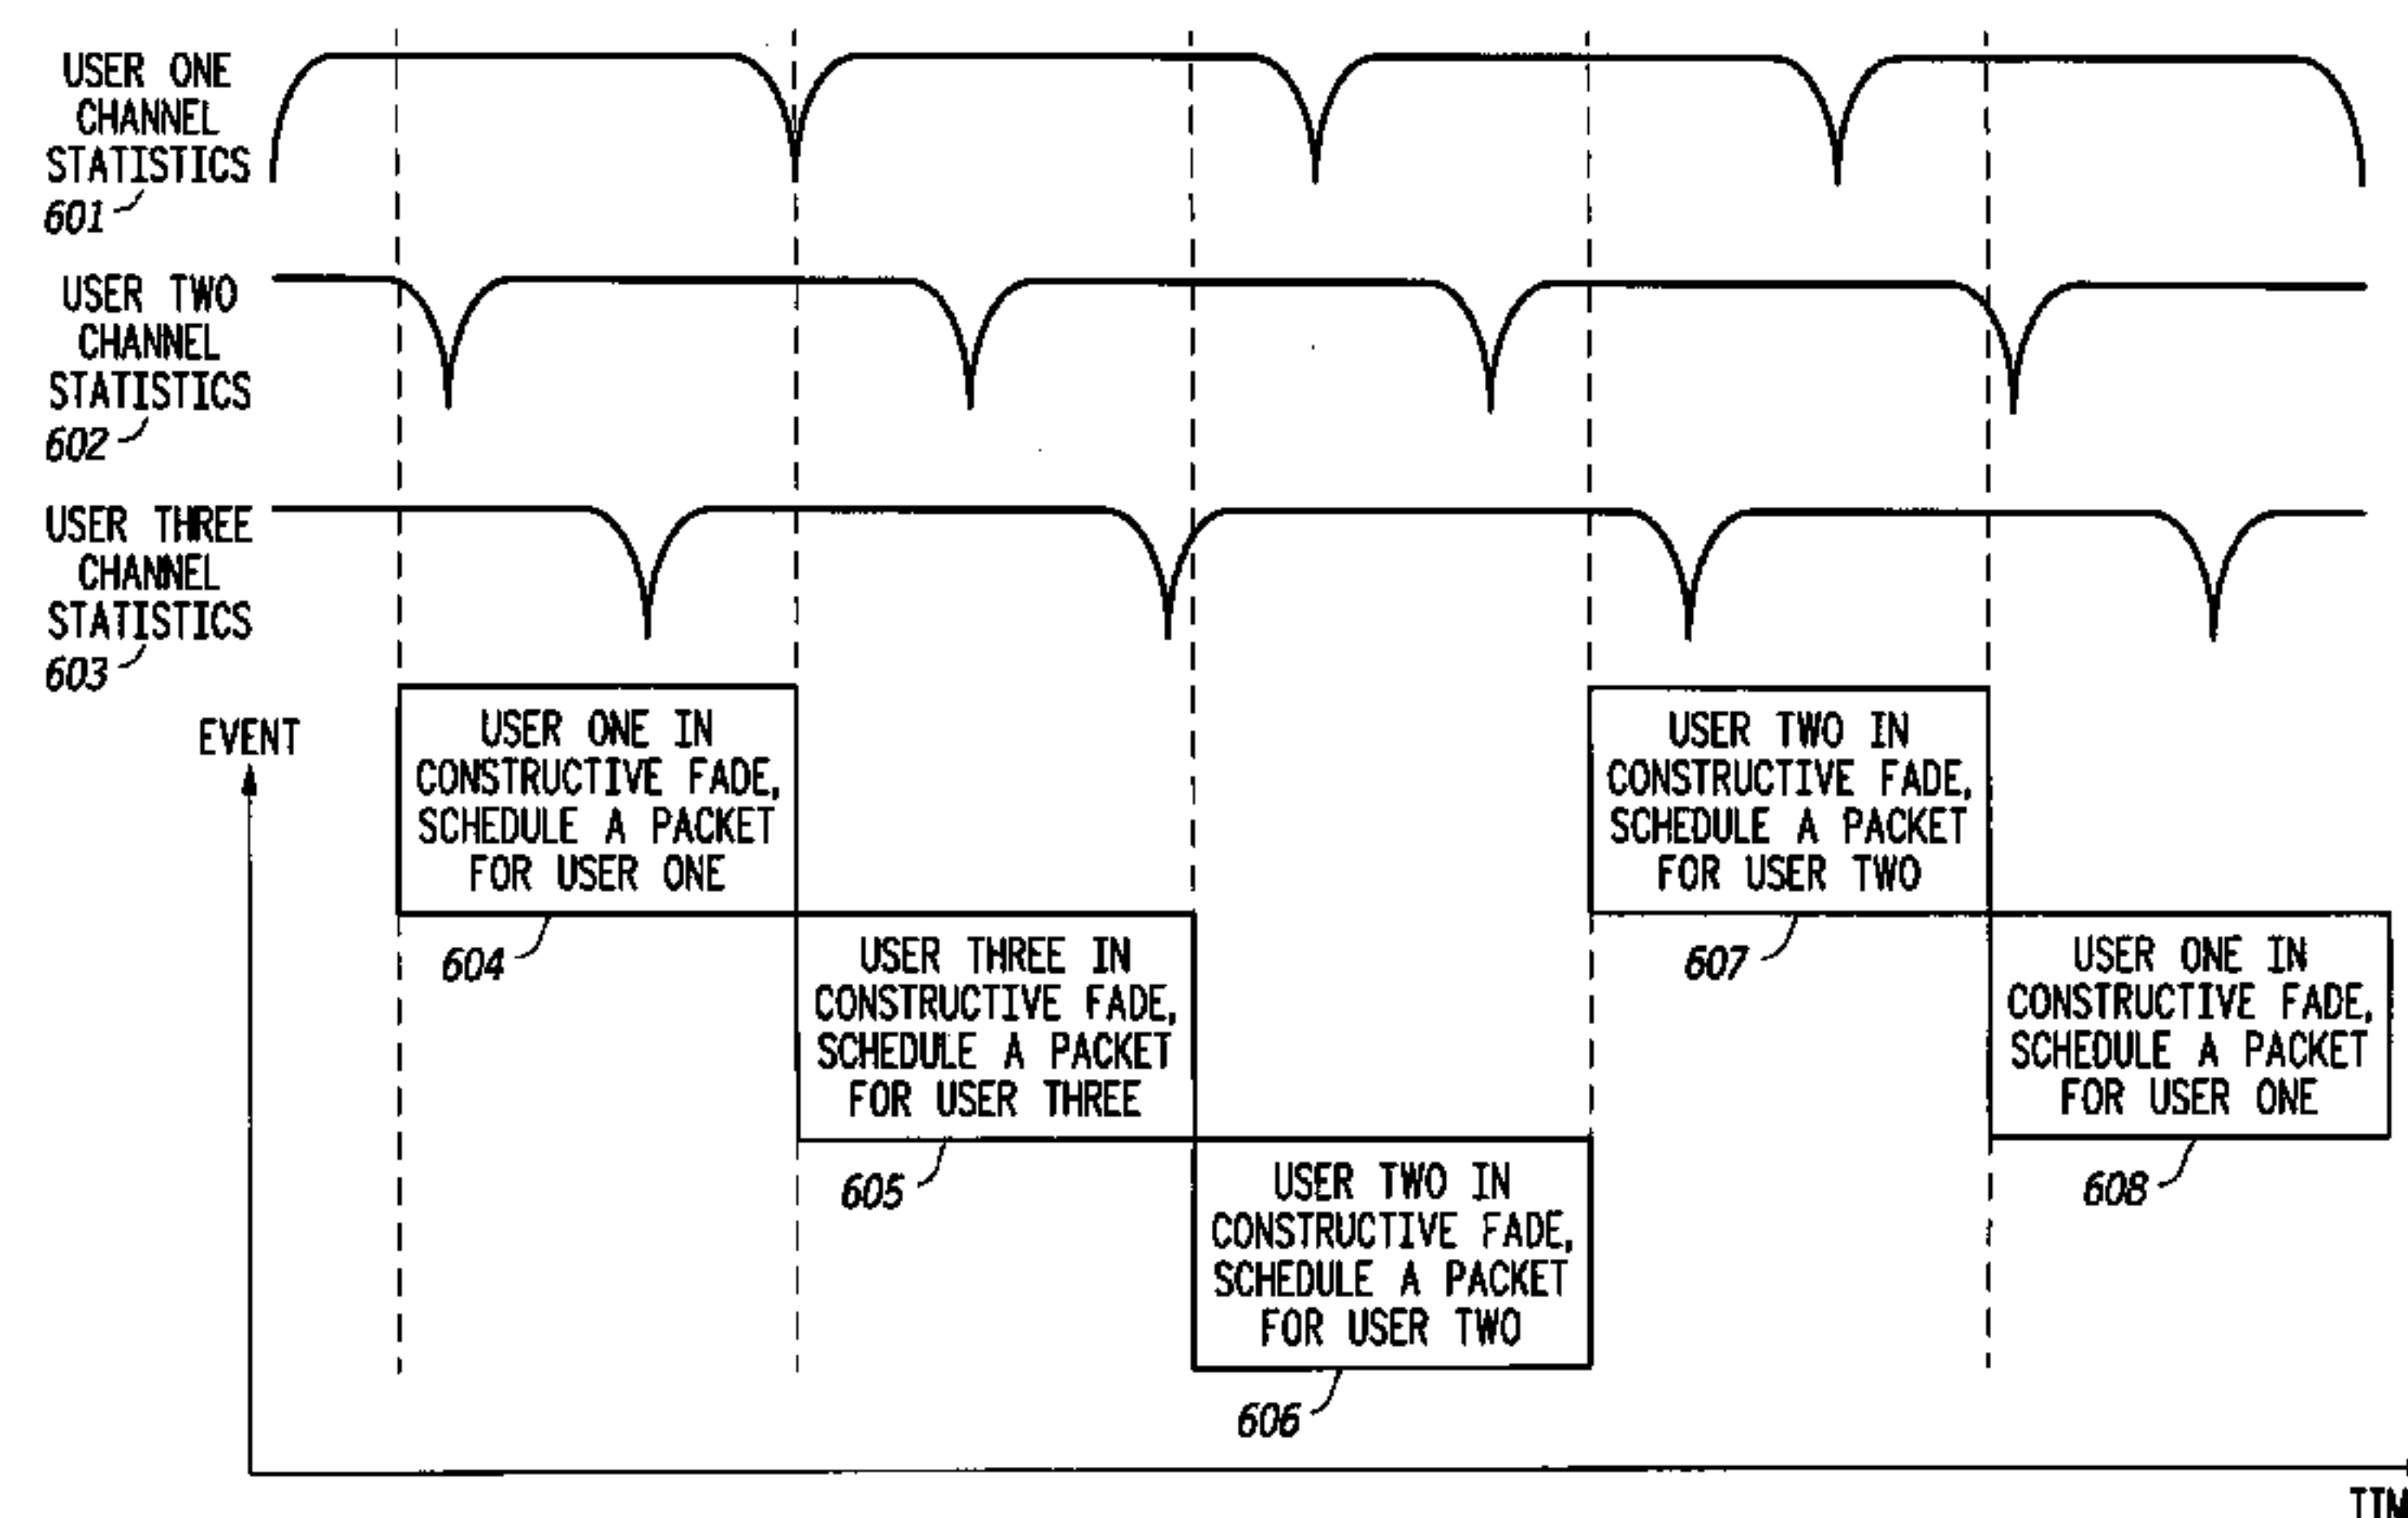 USER ONE
CHANNEL
STATISTICS
601
USER TWO
CHANNEL
STATISTICS
602
USER THREE
CHANNEL
STATISTICS
603
EVENT
USER ONE IN
CONSTRUCTIVE FADE,
SCHEDULE A PACKET
FOR USER ONE
604
USER THREE IN
CONSTRUCTIVE FADE,
SCHEDULE A PACKET
FOR USER THREE
605
USER TWO IN
CONSTRUCTIVE FADE,
SCHEDULE A PACKET
FOR USER TWO
606
USER TWO IN
CONSTRUCTIVE FADE,
SCHEDULE A PACKET
FOR USER TWO
607
USER ONE IN
CONSTRUCTIVE FADE,
SCHEDULE A PACKET
FOR USER ONE
608